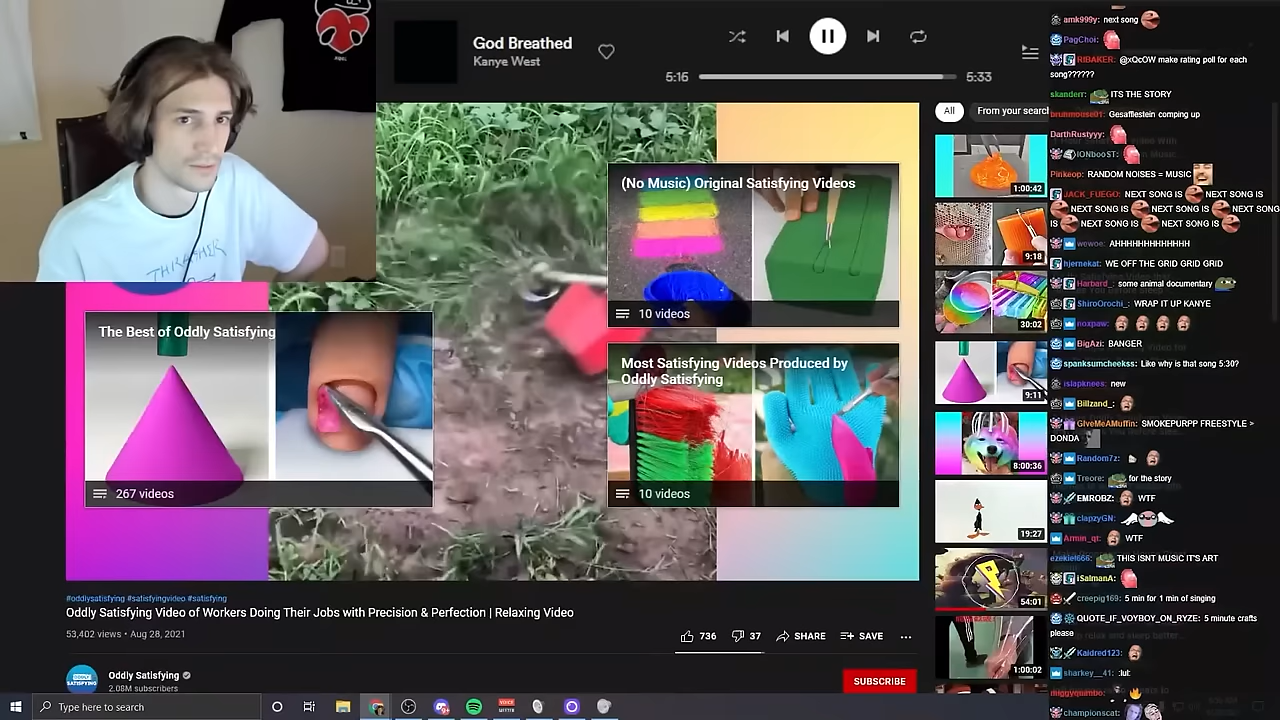 God Breathed
Kanye West
5:16
5:33
THRASHER
All
From your searc
(No Music) Original Satisfying Videos
10 videos
The Best of Oddly Satisfying
267 videos
Most Satisfying Videos Produced by
Oddly Satisfying
10 videos
1:00:42
9:18
30:02
9:11
8:00:36
19:27
54:01
1:00:02
#oddlysatisfying #satisfyingvideo #satisfying
Oddly Satisfying Video of Workers Doing Their Jobs with Precision & Perfection | Relaxing Video
53,402 views • Aug 28, 2021
736
37
SHARE
SAVE
ODDLY
SATISFYING
Oddly Satisfying
2.08M subscribers
SUBSCRIBE
Type here to search
amk999y: next song
PagChoi:
RIBAKER: @xQcOW make rating poll for each
song??????
skanderr: ITS THE STORY
brunmouse01: Gesafflestein comping up
DarthRustyyy:
IONbooST:
Pinkeop: RANDOM NOISES = MUSIC
JACK_FUEGO: NEXT SONG IS NEXT SONG IS
NEXT SONG IS NEXT SONG IS NEXT SONG
IS NEXT SONG IS NEXT SONG IS
wewoe: AHHHHHHHHHHHH
hjernekat: WE OFF THE GRID GRID GRID
Harbard_: some animal documentary
ShiroOrochi_: WRAP IT UP KANYE
noxpaw:
BigAzi: BANGER
spanksumcheekss: Like why is that song 5:30?
islapknees: new
Billzand_:
GIveMeAMuffin: SMOKEPURPP FREESTYLE >
DONDA
Random7z:
Treore: for the story
EMROBZ: WTF
clapzyGN:
Armin_qt: WTF
ezekiel666: THIS ISNT MUSIC IT'S ART
iSalmanA:
creepig169: 5 min for 1 min of singing
QUOTE_IF_VOYBOY_ON_RYZE: 5 minute crafts
please
Kaidred123:
sharkey__41: :lul:
championscat: